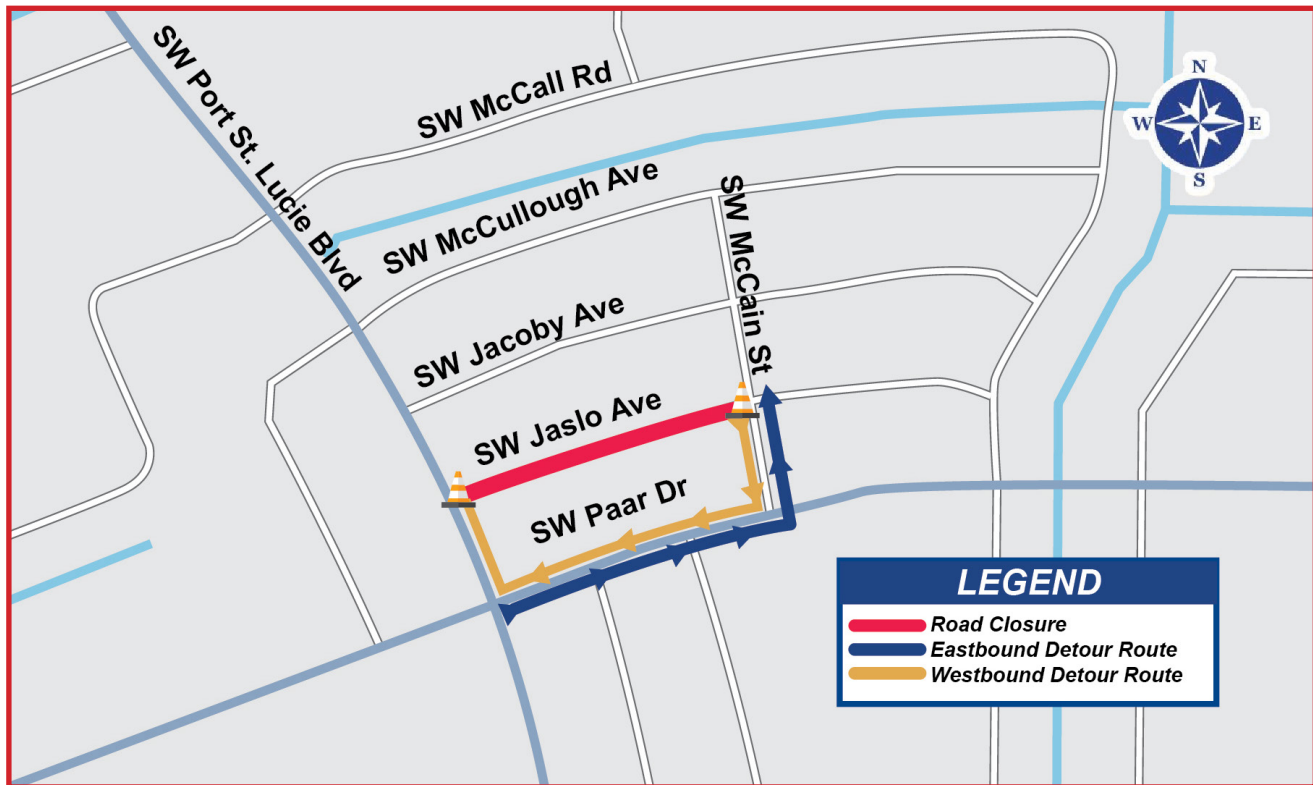 SW Port St. Lucie Blvd
SW McCall Rd
N
W
E
S
SW McCullough Ave
SW McCain St
SW Jacoby Ave
SW Jaslo Ave
SW Paar Dr
LEGEND
Road Closure
Eastbound Detour Route
Westbound Detour Route